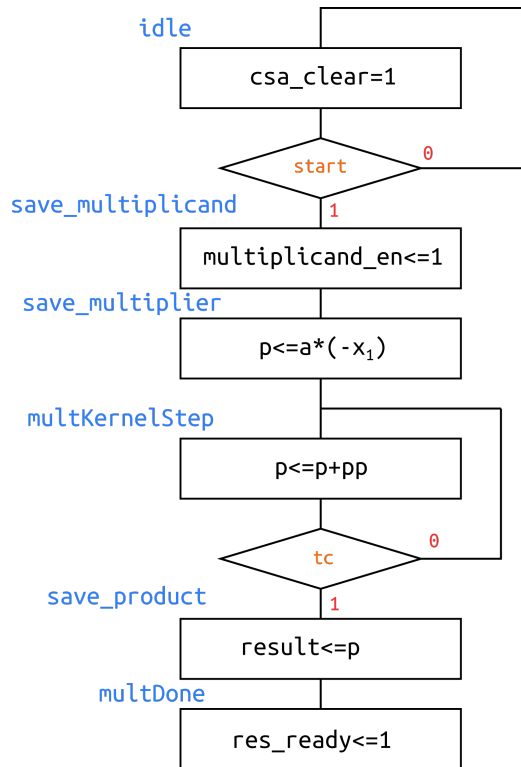 idle
csa_clear=1
start
0
1
save_multiplicand
multiplicand_en<=1
save_multiplier
p<=a*(-x₁)
multKernelStep
p<=p+pp
tc
0
1
save_product
result<=p
multDone
res_ready<=1